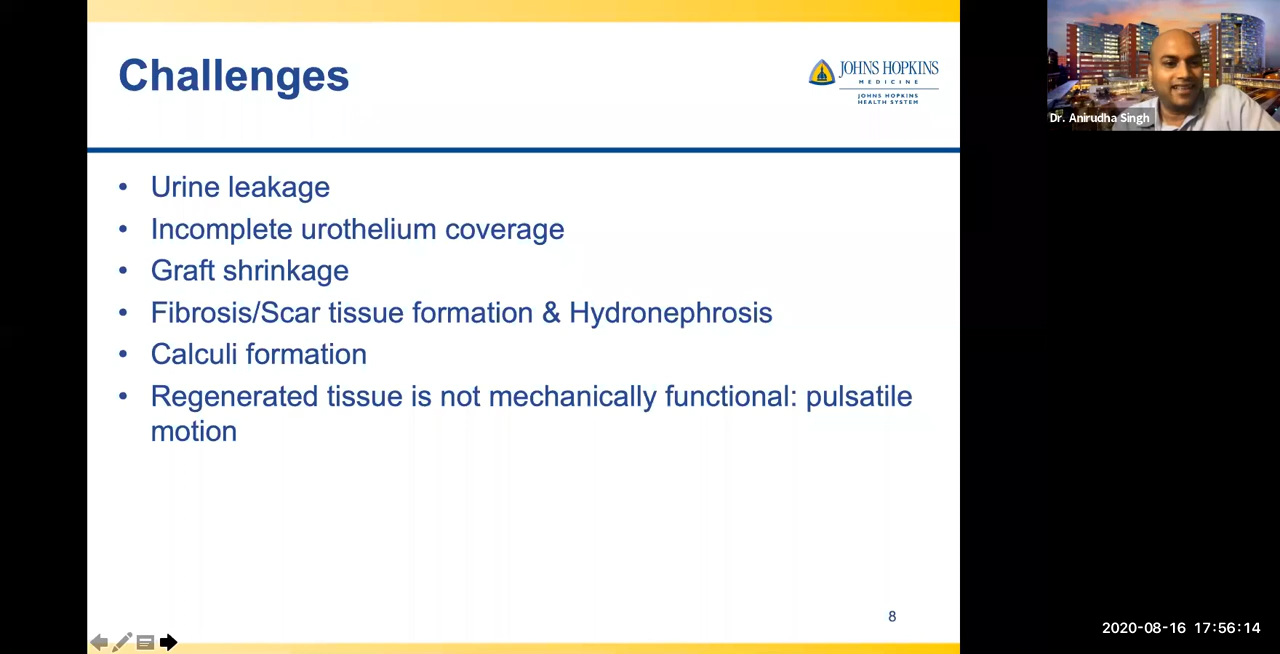 Challenges
JOHNS HOPKINS
MEDICINE
JOHNS HOPKINS
HEALTH SYSTEM
Dr. Anirudha Singh
• Urine leakage
• Incomplete urothelium coverage
• Graft shrinkage
• Fibrosis/Scar tissue formation & Hydronephrosis
• Calculi formation
• Regenerated tissue is not mechanically functional: pulsatile
motion
8
2020-08-16 17:56:14